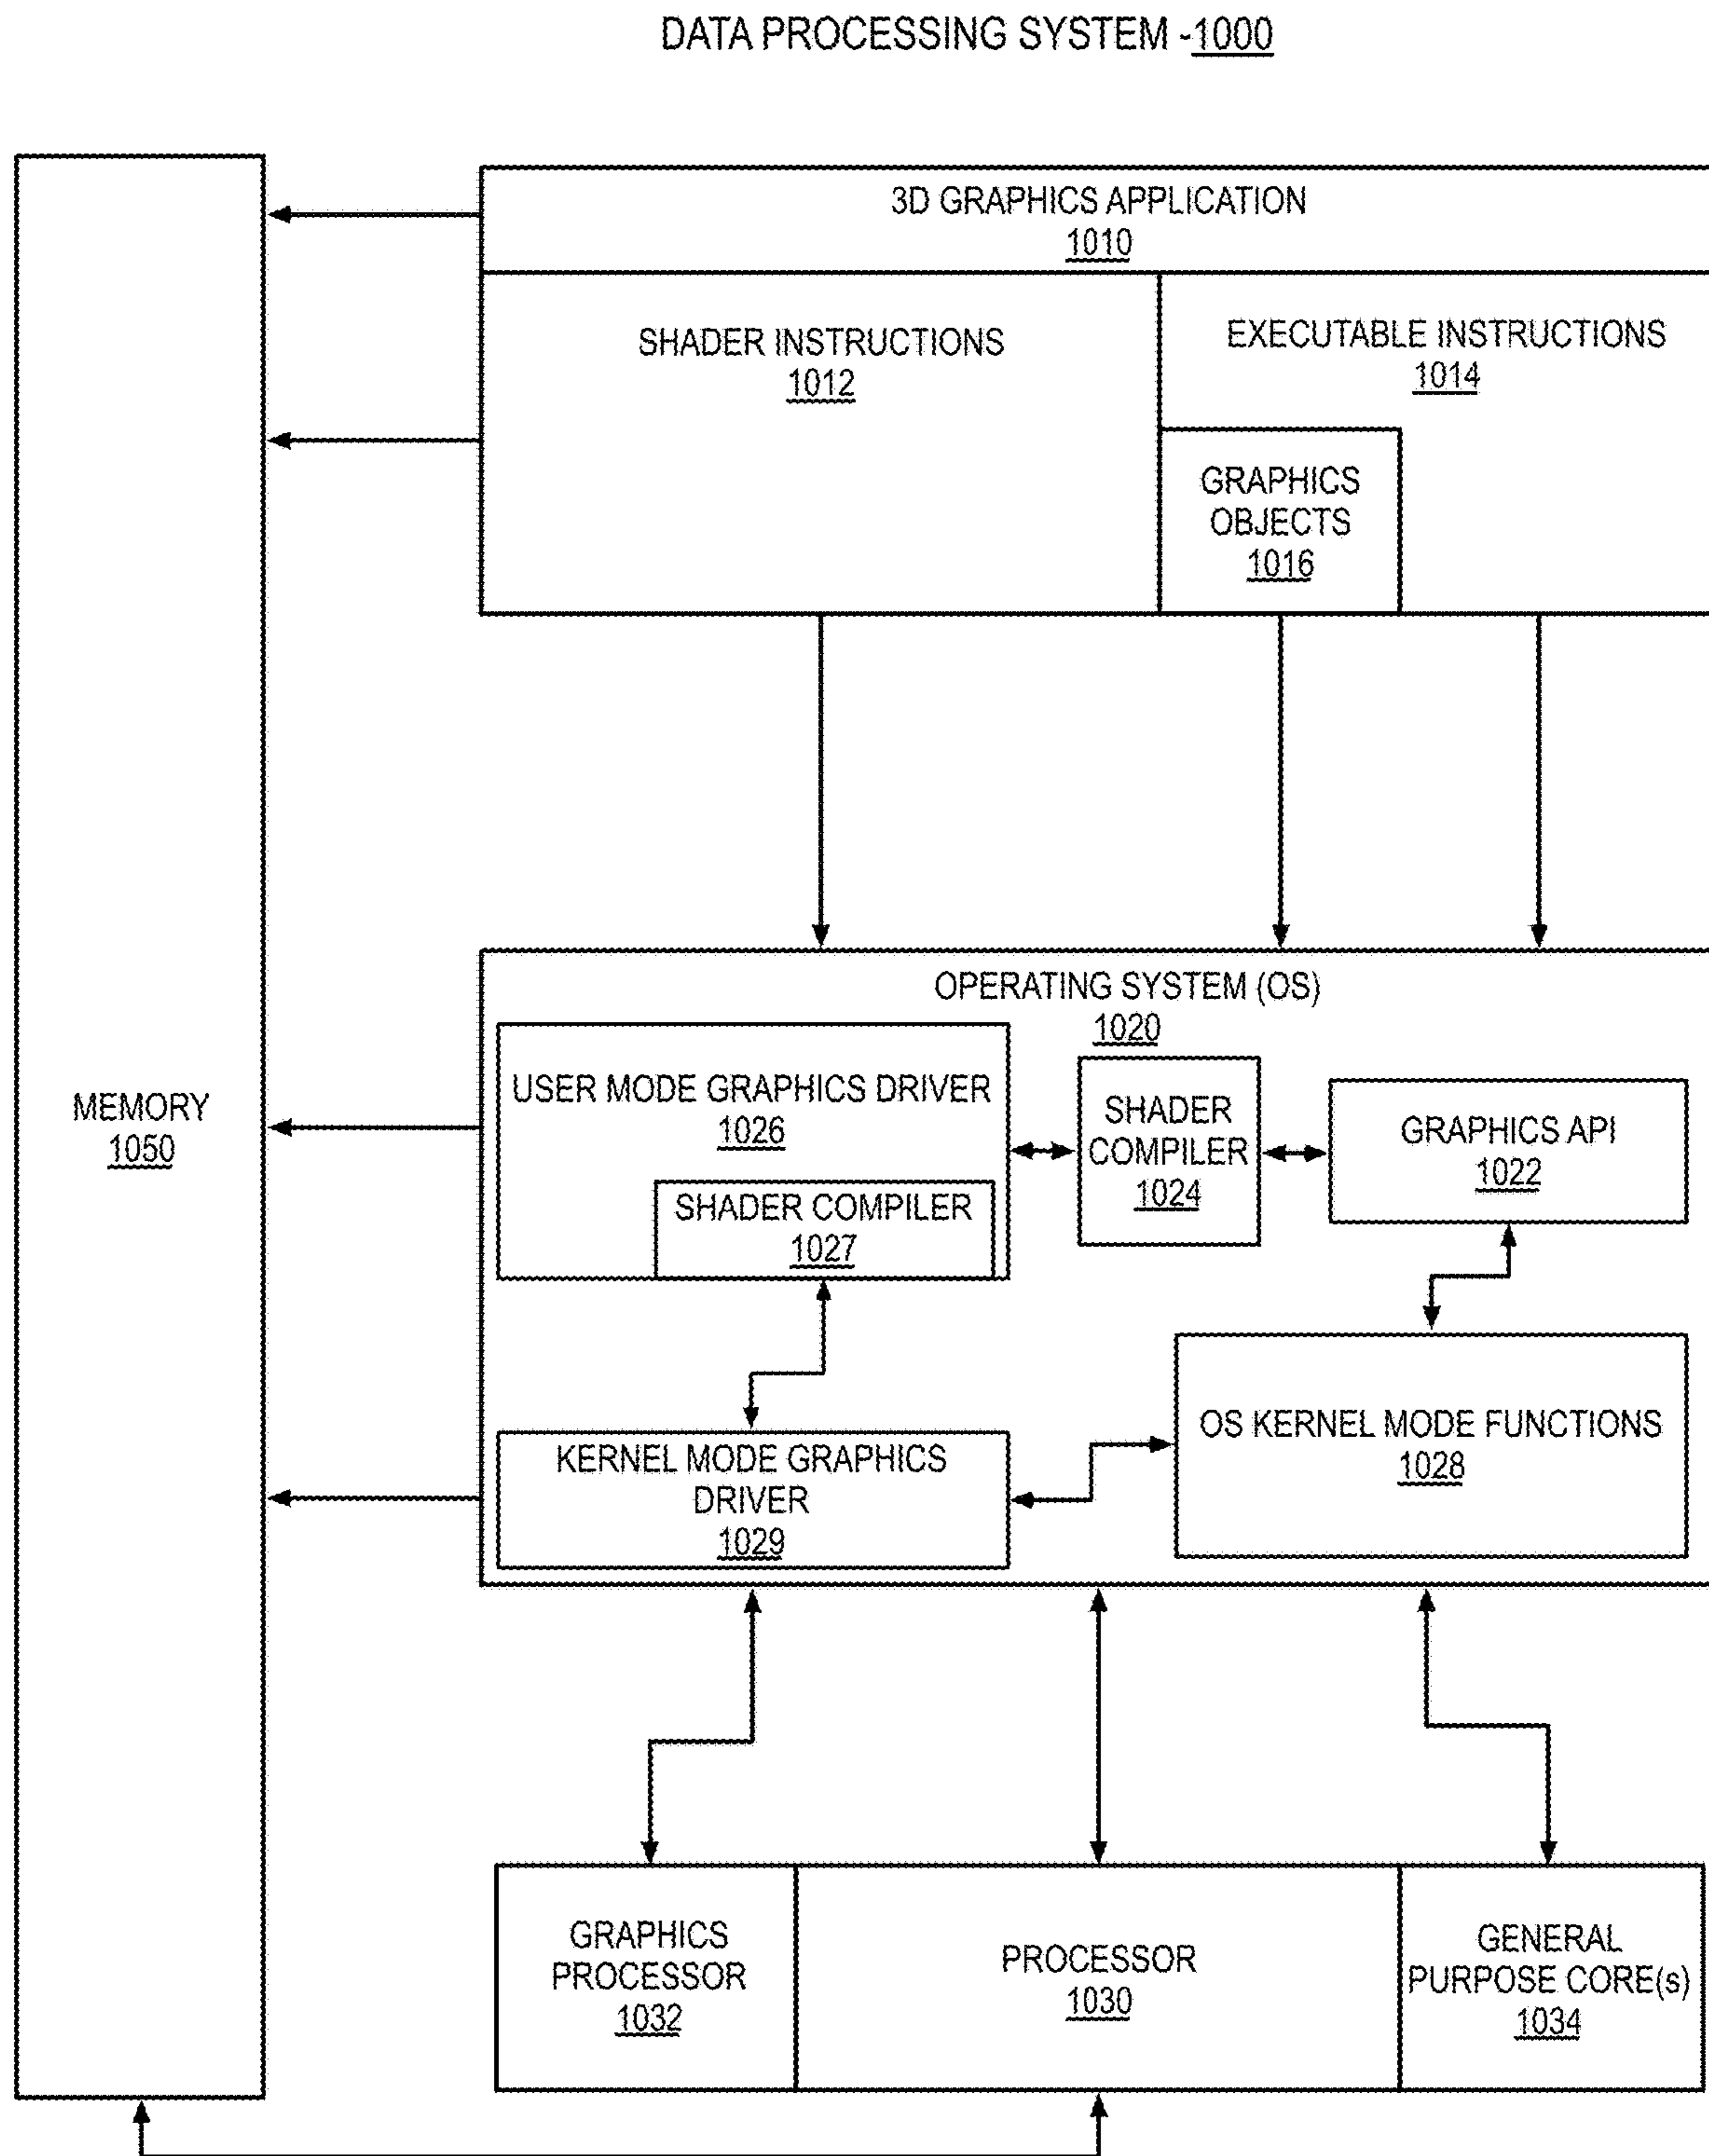 DATA PROCESSING SYSTEM -1000
3D GRAPHICS APPLICATION
1010
SHADER INSTRUCTIONS
1012
EXECUTABLE INSTRUCTIONS
1014
GRAPHICS
OBJECTS
1016
MEMORY
1050
OPERATING SYSTEM (OS)
1020
USER MODE GRAPHICS DRIVER
1026
SHADER COMPILER
1027
SHADER
COMPILER
1024
GRAPHICS API
1022
KERNEL MODE GRAPHICS
DRIVER
1029
OS KERNEL MODE FUNCTIONS
1028
GRAPHICS
PROCESSOR
1032
PROCESSOR
1030
GENERAL
PURPOSE CORE(s)
1034